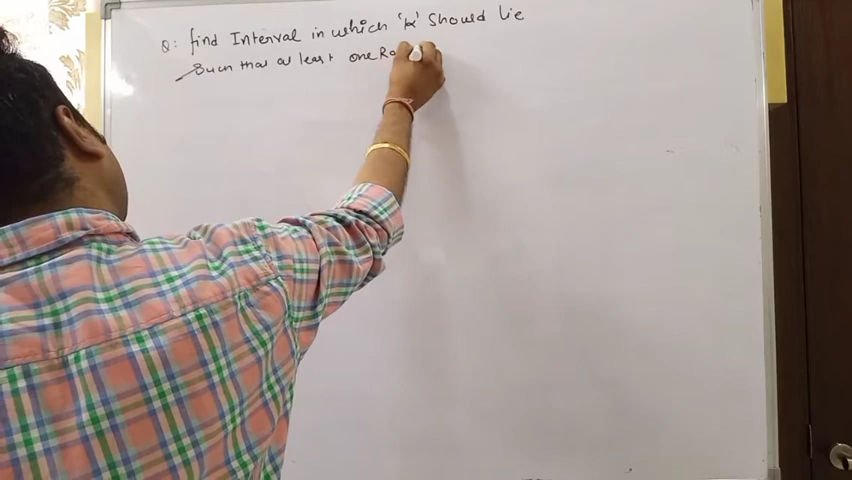 Q: find Interval in which 'k' Should lie
Such that at least one Ro